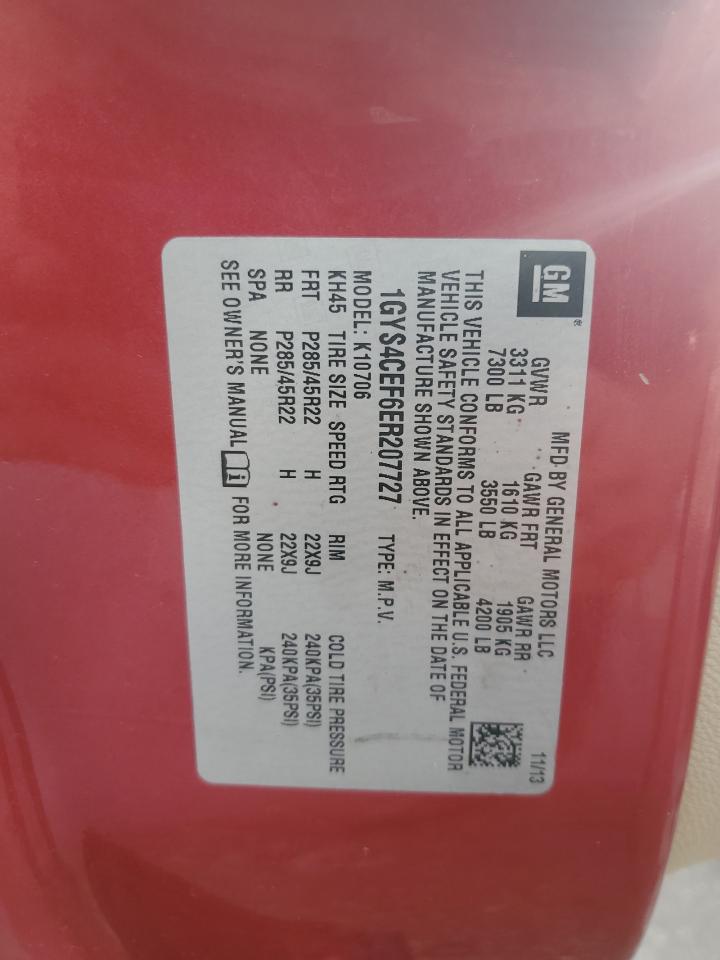 GM®
MFD BY GENERAL MOTORS LLC 11/13
GVWR GAWR FRT GAWR RR
3311 KG 1610 KG 1905 KG
7300 LB 3550 LB 4200 LB
THIS VEHICLE CONFORMS TO ALL APPLICABLE U.S. FEDERAL MOTOR
VEHICLE SAFETY STANDARDS IN EFFECT ON THE DATE OF
MANUFACTURE SHOWN ABOVE.
1GYS4CEF6ER207727 TYPE: M.P.V.
MODEL: K10706
KH45 TIRE SIZE SPEED RTG RIM COLD TIRE PRESSURE
FRT P285/45R22 H 22X9J 240KPA(35PSI)
RR P285/45R22 H 22X9J 240KPA(35PSI)
SPA NONE NONE KPA(PSI)
SEE OWNER'S MANUAL FOR MORE INFORMATION.